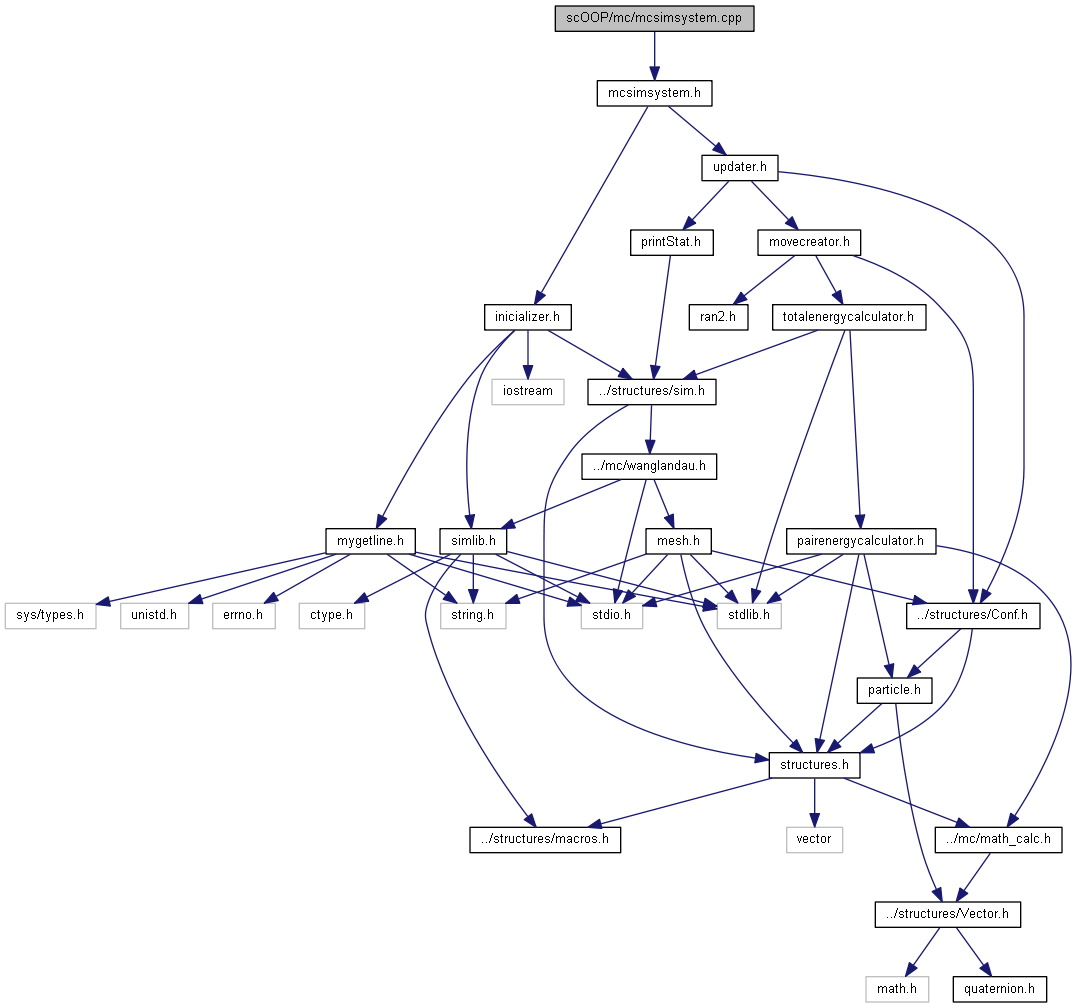 scOOP/mc/mcsimsystem.cpp
mcsimsystem.h
updater.h
printStat.h
movecreator.h
inicializer.h
ran2.h
totalenergycalculator.h
iostream
../structures/sim.h
../mc/wanglandau.h
mygetline.h
simlib.h
mesh.h
pairenergycalculator.h
sys/types.h
unistd.h
errno.h
ctype.h
string.h
stdio.h
stdlib.h
../structures/Conf.h
particle.h
structures.h
../structures/macros.h
vector
../mc/math_calc.h
../structures/Vector.h
math.h
quaternion.h